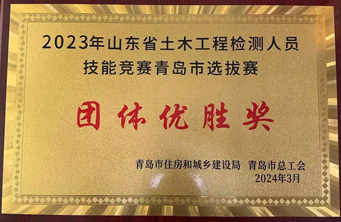 2023年山东省土木工程检测人员
技能竞赛青岛市选拔赛
团体优胜奖
青岛市住房和城乡建设局 青岛市总工会
2024年3月